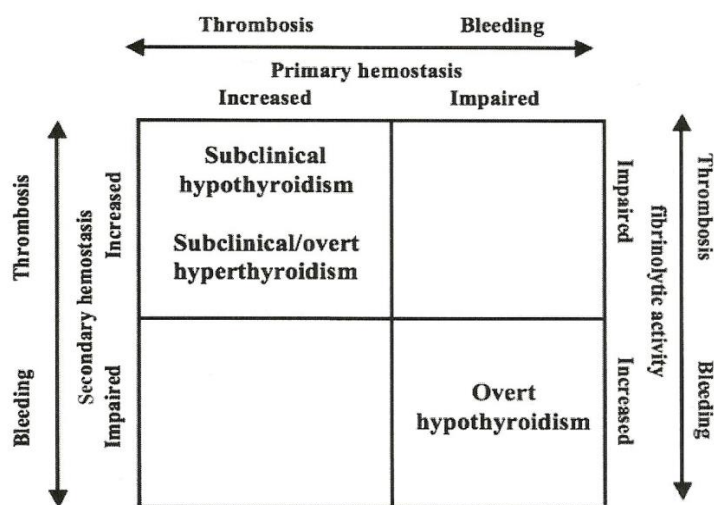 Thrombosis Bleeding
Primary hemostasis
Increased Impaired
Thrombosis
Bleeding
Secondary hemostasis
Increased
Impaired
Subclinical
hypothyroidism
Subclinical/overt
hyperthyroidism
Overt
hypothyroidism
Impaired
Increased
fibrinolytic activity
Thrombosis
Bleeding